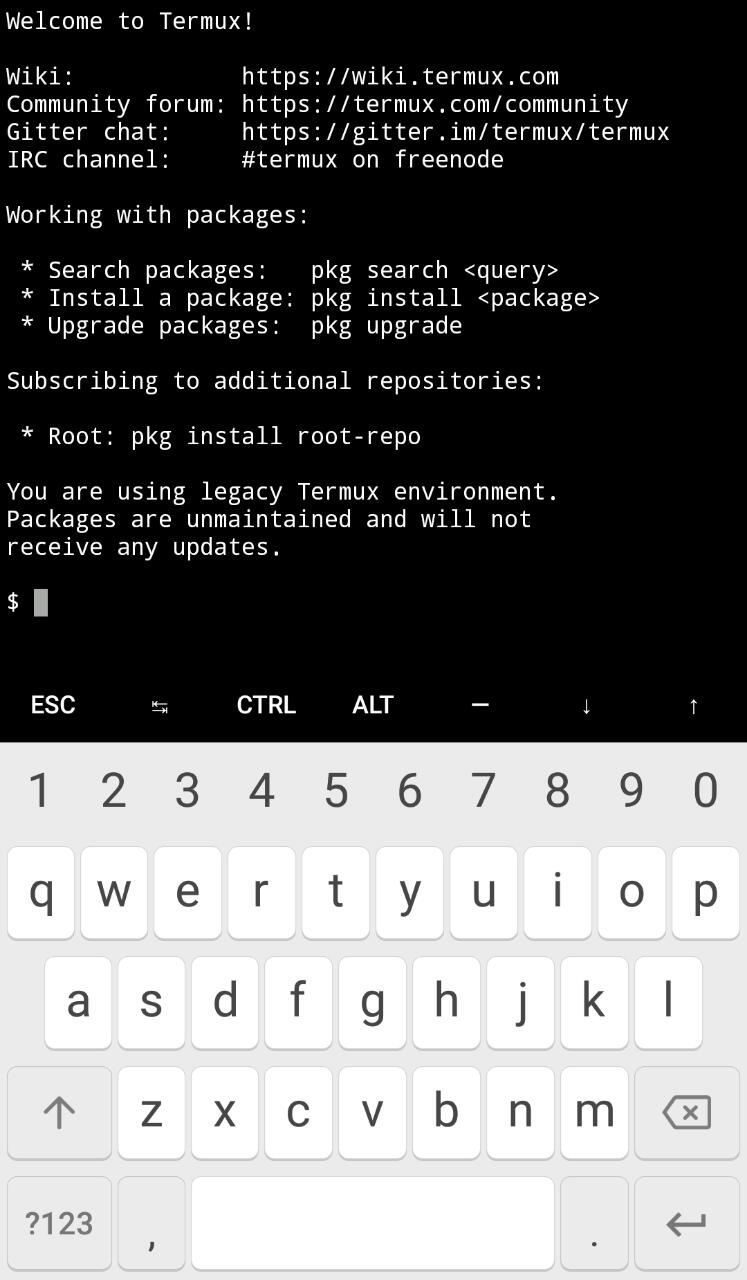 Welcome to Termux!
Wiki: https://wiki.termux.com
Community forum: https://termux.com/community
Gitter chat: https://gitter.im/termux/termux
IRC channel: #termux on freenode
Working with packages:
* Search packages: pkg search <query>
* Install a package: pkg install <package>
* Upgrade packages: pkg upgrade
Subscribing to additional repositories:
* Root: pkg install root-repo
You are using legacy Termux environment.
Packages are unmaintained and will not
receive any updates.
$
ESC ↹ CTRL ALT — ↓ ↑
1 2 3 4 5 6 7 8 9 0
q w e r t y u i o p
a s d f g h j k l
z x c v b n m
?123 , .